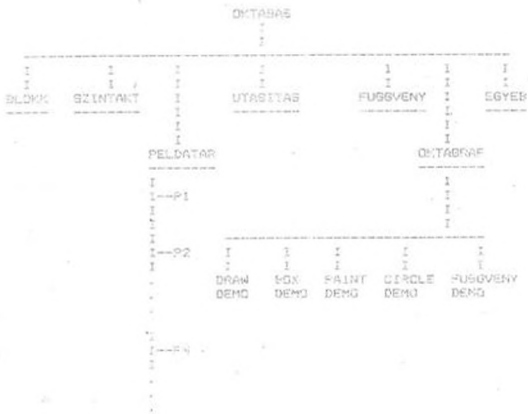 OKTABAS
BLOKK SZINTAKT UTASITAS FUGGVENY EGYEB
PELDATAR OKTAGRAF
I--P1
I--P2
DRAW BOX PAINT CIRCLE FUGGVENY
DEMO DEMO DEMO DEMO DEMO